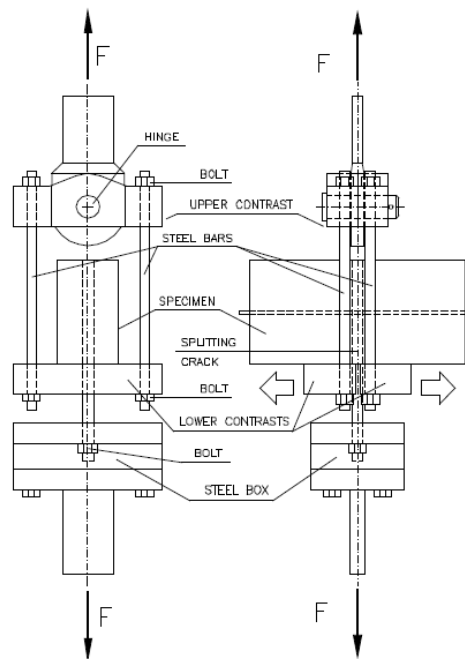 F
F
HINGE
BOLT
UPPER CONTRAST
STEEL BARS
SPECIMEN
SPLITTING
CRACK
BOLT
LOWER CONTRASTS
BOLT
STEEL BOX
F
F